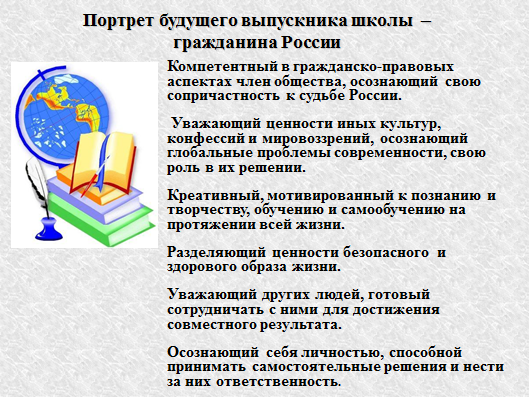 Портрет будущего выпускника школы –
гражданина России
Компетентный в гражданско-правовых
аспектах член общества, осознающий свою
сопричастность к судьбе России.
Уважающий ценности иных культур,
конфессий и мировоззрений, осознающий
глобальные проблемы современности, свою
роль в их решении.
Креативный, мотивированный к познанию и
творчеству, обучению и самообучению на
протяжении всей жизни.
Разделяющий ценности безопасного и
здорового образа жизни.
Уважающий других людей, готовый
сотрудничать с ними для достижения
совместного результата.
Осознающий себя личностью, способной
принимать самостоятельные решения и нести
за них ответственность.